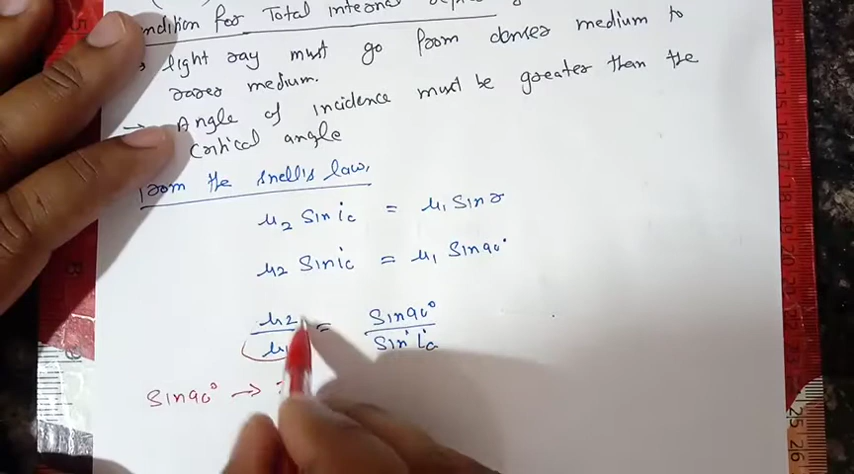 ndition for Total internal
light ray must go from denser medium to
rarer medium.
→ Angle of incidence must be greater than the
Critical angle
From the snell's law,
μ2 Sin ic = μ1 Sin r
μ2 Sin ic = μ1 Sin 90°
μ2/μ1 = Sin 90°/Sin ic
Sin 90° →